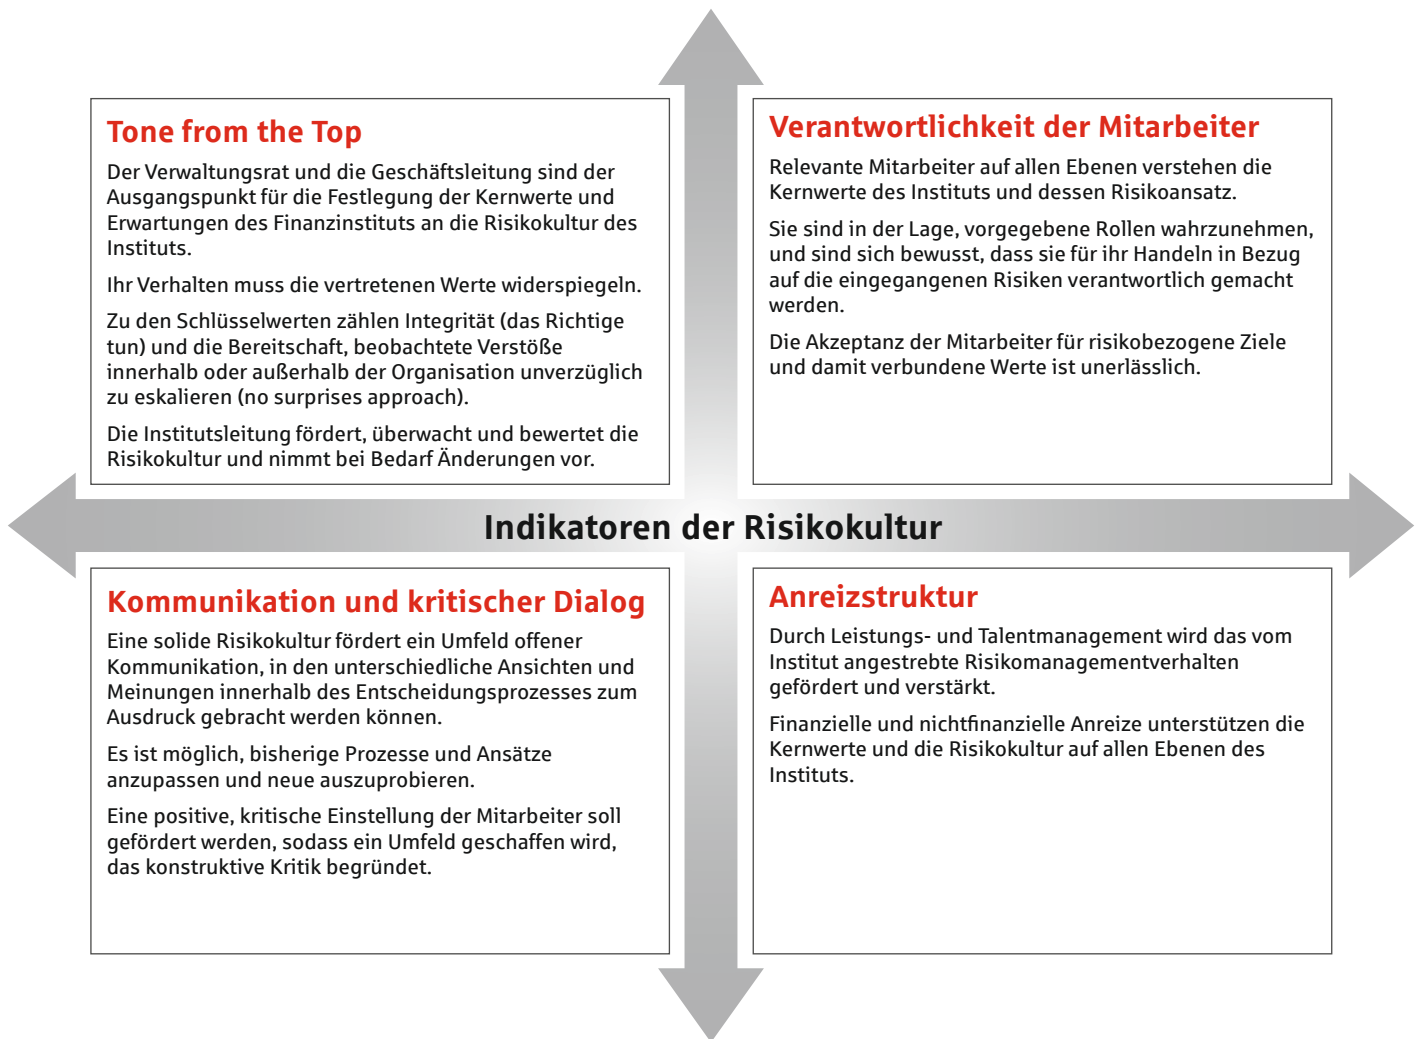 Tone from the Top
Der Verwaltungsrat und die Geschäftsleitung sind der
Ausgangspunkt für die Festlegung der Kernwerte und
Erwartungen des Finanzinstituts an die Risikokultur des
Instituts.
Ihr Verhalten muss die vertretenen Werte widerspiegeln.
Zu den Schlüsselwerten zählen Integrität (das Richtige
tun) und die Bereitschaft, beobachtete Verstöße
innerhalb oder außerhalb der Organisation unverzüglich
zu eskalieren (no surprises approach).
Die Institutsleitung fördert, überwacht und bewertet die
Risikokultur und nimmt bei Bedarf Änderungen vor.
Verantwortlichkeit der Mitarbeiter
Relevante Mitarbeiter auf allen Ebenen verstehen die
Kernwerte des Instituts und dessen Risikoansatz.
Sie sind in der Lage, vorgegebene Rollen wahrzunehmen,
und sind sich bewusst, dass sie für ihr Handeln in Bezug
auf die eingegangenen Risiken verantwortlich gemacht
werden.
Die Akzeptanz der Mitarbeiter für risikobezogene Ziele
und damit verbundene Werte ist unerlässlich.
Indikatoren der Risikokultur
Kommunikation und kritischer Dialog
Eine solide Risikokultur fördert ein Umfeld offener
Kommunikation, in den unterschiedliche Ansichten und
Meinungen innerhalb des Entscheidungsprozesses zum
Ausdruck gebracht werden können.
Es ist möglich, bisherige Prozesse und Ansätze
anzupassen und neue auszuprobieren.
Eine positive, kritische Einstellung der Mitarbeiter soll
gefördert werden, sodass ein Umfeld geschaffen wird,
das konstruktive Kritik begründet.
Anreizstruktur
Durch Leistungs- und Talentmanagement wird das vom
Institut angestrebte Risikomanagementverhalten
gefördert und verstärkt.
Finanzielle und nichtfinanzielle Anreize unterstützen die
Kernwerte und die Risikokultur auf allen Ebenen des
Instituts.